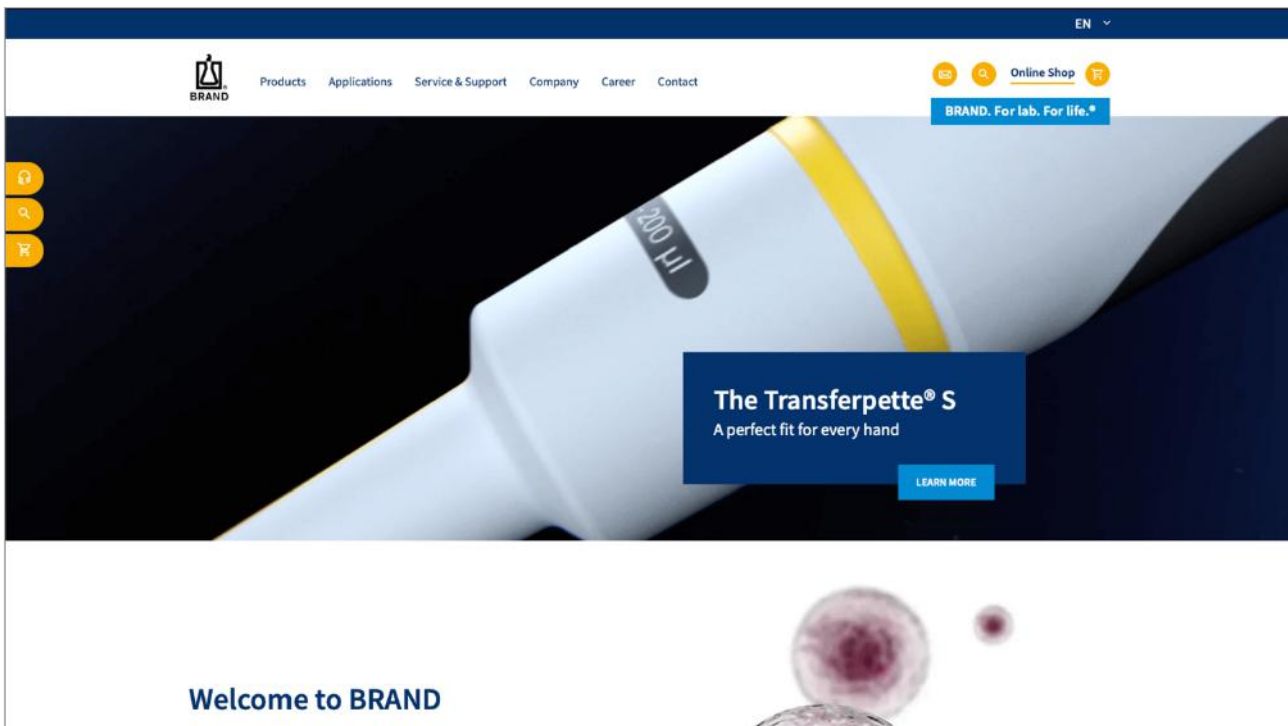 EN
BRAND
Products Applications Service & Support Company Career Contact
Online Shop
BRAND. For lab. For life.®
-200 µl
The Transferpette® S
A perfect fit for every hand
LEARN MORE
Welcome to BRAND